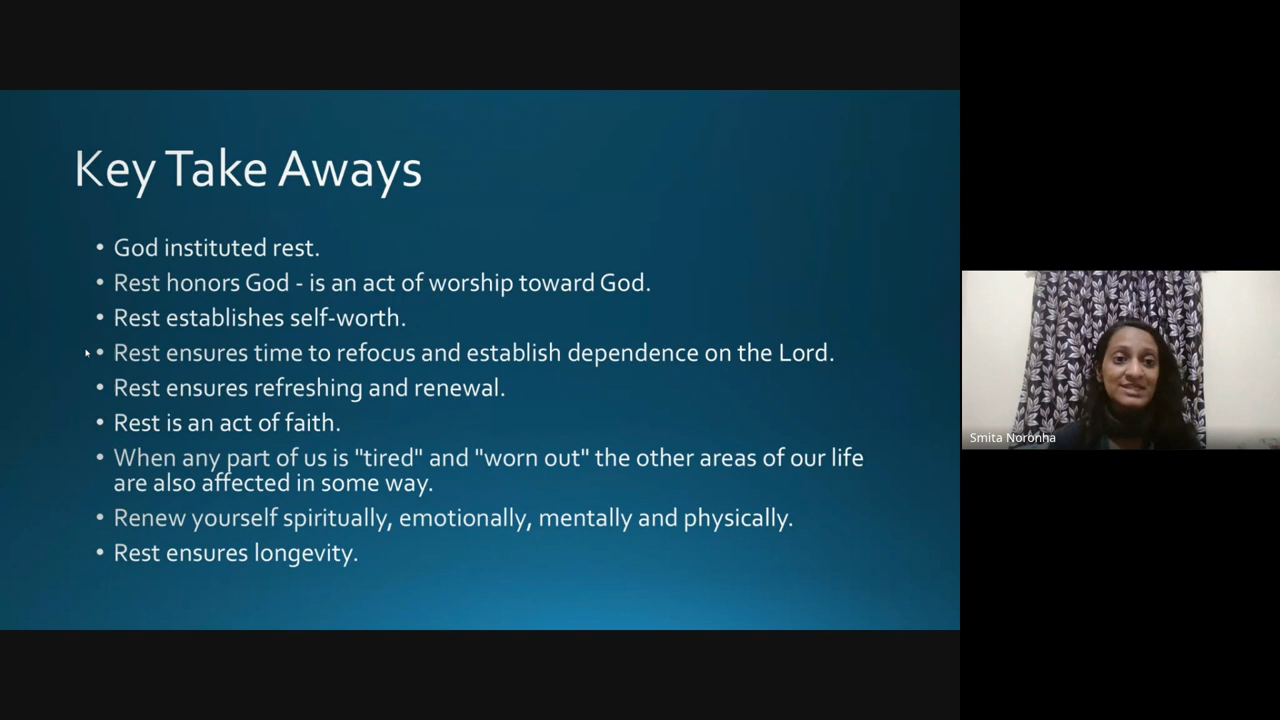 Key Take Aways
• God instituted rest.
• Rest honors God - is an act of worship toward God.
• Rest establishes self-worth.
• Rest ensures time to refocus and establish dependence on the Lord.
• Rest ensures refreshing and renewal.
• Rest is an act of faith.
• When any part of us is "tired" and "worn out" the other areas of our life
are also affected in some way.
• Renew yourself spiritually, emotionally, mentally and physically.
• Rest ensures longevity.
Smita Noronha